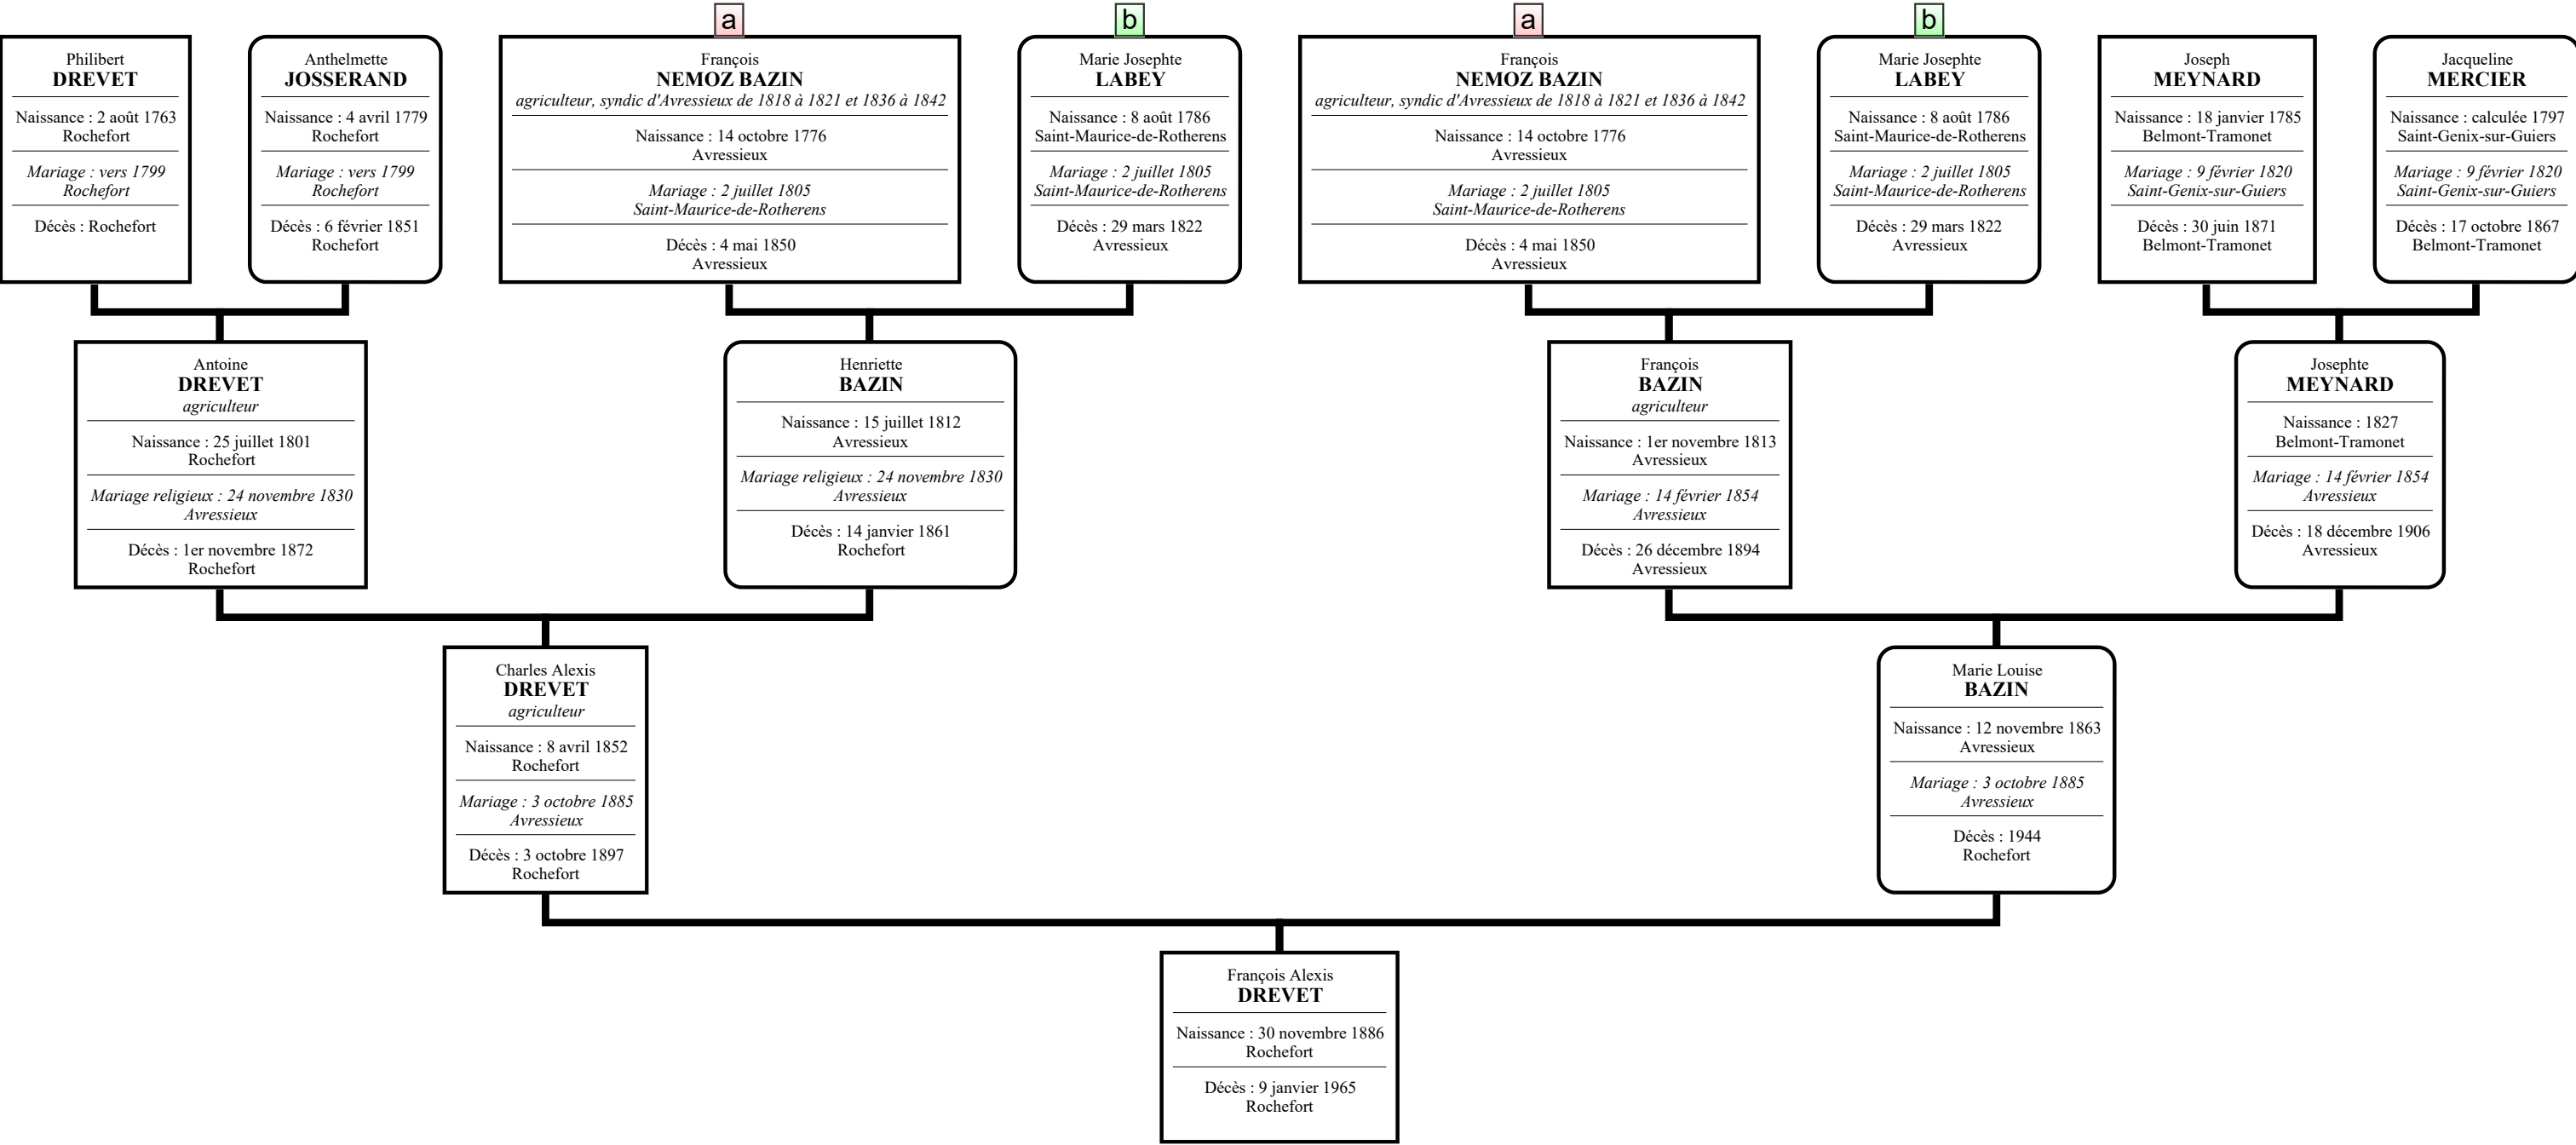 a
b
a
b
Philibert
DREVET
Naissance : 2 août 1763
Rochefort
Mariage : vers 1799
Rochefort
Décès : Rochefort
Anthelmette
JOSSERAND
Naissance : 4 avril 1779
Rochefort
Mariage : vers 1799
Rochefort
Décès : 6 février 1851
Rochefort
François
NEMOZ BAZIN
agriculteur, syndic d'Avressieux de 1818 à 1821 et 1836 à 1842
Naissance : 14 octobre 1776
Avressieux
Mariage : 2 juillet 1805
Saint-Maurice-de-Rotherens
Décès : 4 mai 1850
Avressieux
Marie Josephte
LABEY
Naissance : 8 août 1786
Saint-Maurice-de-Rotherens
Mariage : 2 juillet 1805
Saint-Maurice-de-Rotherens
Décès : 29 mars 1822
Avressieux
François
NEMOZ BAZIN
agriculteur, syndic d'Avressieux de 1818 à 1821 et 1836 à 1842
Naissance : 14 octobre 1776
Avressieux
Mariage : 2 juillet 1805
Saint-Maurice-de-Rotherens
Décès : 4 mai 1850
Avressieux
Marie Josephte
LABEY
Naissance : 8 août 1786
Saint-Maurice-de-Rotherens
Mariage : 2 juillet 1805
Saint-Maurice-de-Rotherens
Décès : 29 mars 1822
Avressieux
Joseph
MEYNARD
Naissance : 18 janvier 1785
Belmont-Tramonet
Mariage : 9 février 1820
Saint-Genix-sur-Guiers
Décès : 30 juin 1871
Belmont-Tramonet
Jacqueline
MERCIER
Naissance : calculée 1797
Saint-Genix-sur-Guiers
Mariage : 9 février 1820
Saint-Genix-sur-Guiers
Décès : 17 octobre 1867
Belmont-Tramonet
Antoine
DREVET
agriculteur
Naissance : 25 juillet 1801
Rochefort
Mariage religieux : 24 novembre 1830
Avressieux
Décès : 1er novembre 1872
Rochefort
Henriette
BAZIN
Naissance : 15 juillet 1812
Avressieux
Mariage religieux : 24 novembre 1830
Avressieux
Décès : 14 janvier 1861
Rochefort
François
BAZIN
agriculteur
Naissance : 1er novembre 1813
Avressieux
Mariage : 14 février 1854
Avressieux
Décès : 26 décembre 1894
Avressieux
Josephte
MEYNARD
Naissance : 1827
Belmont-Tramonet
Mariage : 14 février 1854
Avressieux
Décès : 18 décembre 1906
Avressieux
Charles Alexis
DREVET
agriculteur
Naissance : 8 avril 1852
Rochefort
Mariage : 3 octobre 1885
Avressieux
Décès : 3 octobre 1897
Rochefort
Marie Louise
BAZIN
Naissance : 12 novembre 1863
Avressieux
Mariage : 3 octobre 1885
Avressieux
Décès : 1944
Rochefort
François Alexis
DREVET
Naissance : 30 novembre 1886
Rochefort
Décès : 9 janvier 1965
Rochefort